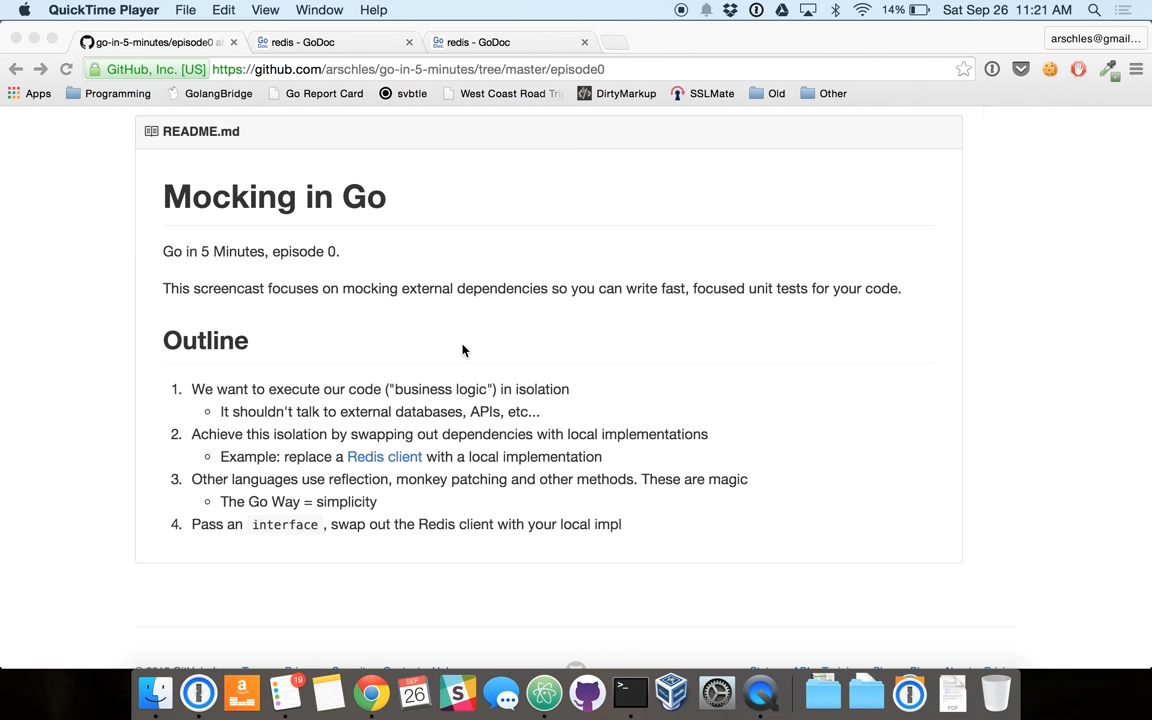 QuickTime Player File Edit View Window Help 14% Sat Sep 26 11:21 AM
go-in-5-minutes/episode0 redis - GoDoc redis - GoDoc arschles@gmail...
GitHub, Inc. [US] https://github.com/arschles/go-in-5-minutes/tree/master/episode0
Apps Programming GolangBridge Go Report Card svbtle West Coast Road DirtyMarkup SSLMate Old Other
README.md
Mocking in Go
Go in 5 Minutes, episode 0.
This screencast focuses on mocking external dependencies so you can write fast, focused unit tests for your code.
Outline
1. We want to execute our code ("business logic") in isolation
It shouldn't talk to external databases, APIs, etc...
2. Achieve this isolation by swapping out dependencies with local implementations
Example: replace a Redis client with a local implementation
3. Other languages use reflection, monkey patching and other methods. These are magic
The Go Way = simplicity
4. Pass an interface , swap out the Redis client with your local impl
19
SEP
26
PDF